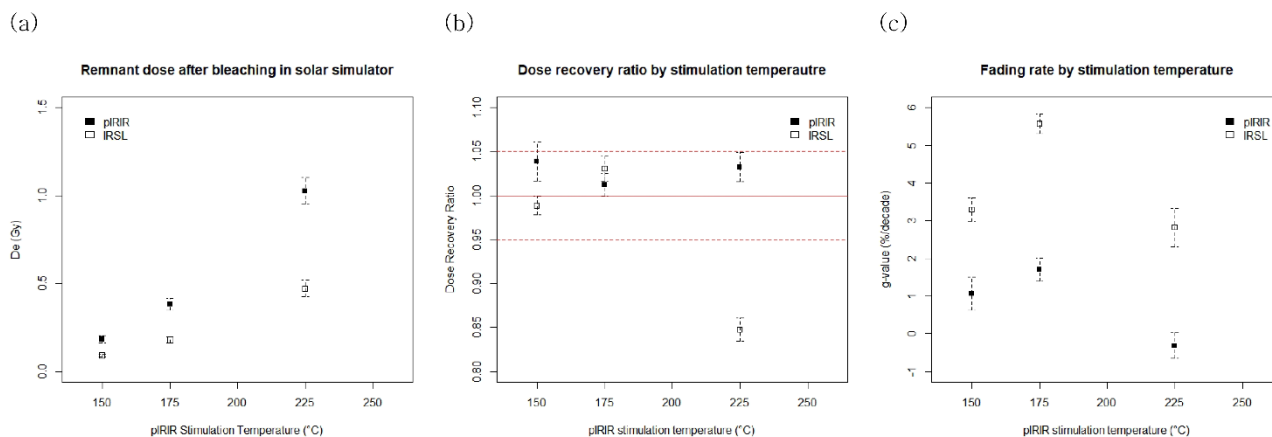 (a)
Remnant dose after bleaching in solar simulator
pIRIR
IRSL
De (Gy)
1.5
1.0
0.5
0.0
150
175
200
225
250
pIRIR Stimulation Temperature (°C)
(b)
Dose recovery ratio by stimulation temperautre
pIRIR
IRSL
Dose Recovery Ratio
1.10
1.05
1.00
0.95
0.90
0.85
0.80
150
175
200
225
250
pIRIR stimulation temperature (°C)
(c)
Fading rate by stimulation temperature
pIRIR
IRSL
g-value (%/decade)
6
5
4
3
2
1
0
-1
150
175
200
225
250
pIRIR stimulation temperature (°C)